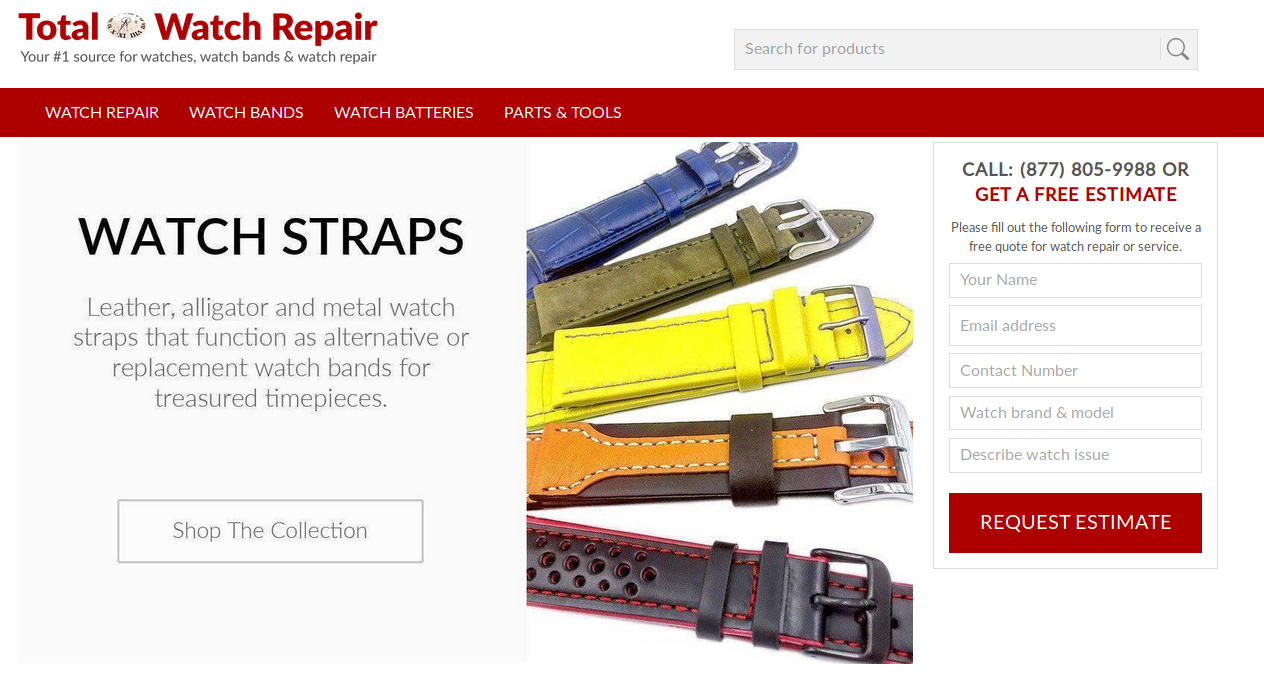 Total Watch Repair
Your #1 source for watches, watch bands & watch repair
Search for products
WATCH REPAIR WATCH BANDS WATCH BATTERIES PARTS & TOOLS
WATCH STRAPS
Leather, alligator and metal watch
straps that function as alternative or
replacement watch bands for
treasured timepieces.
Shop The Collection
CALL: (877) 805-9988 OR
GET A FREE ESTIMATE
Please fill out the following form to receive a
free quote for watch repair or service.
Your Name
Email address
Contact Number
Watch brand & model
Describe watch issue
REQUEST ESTIMATE